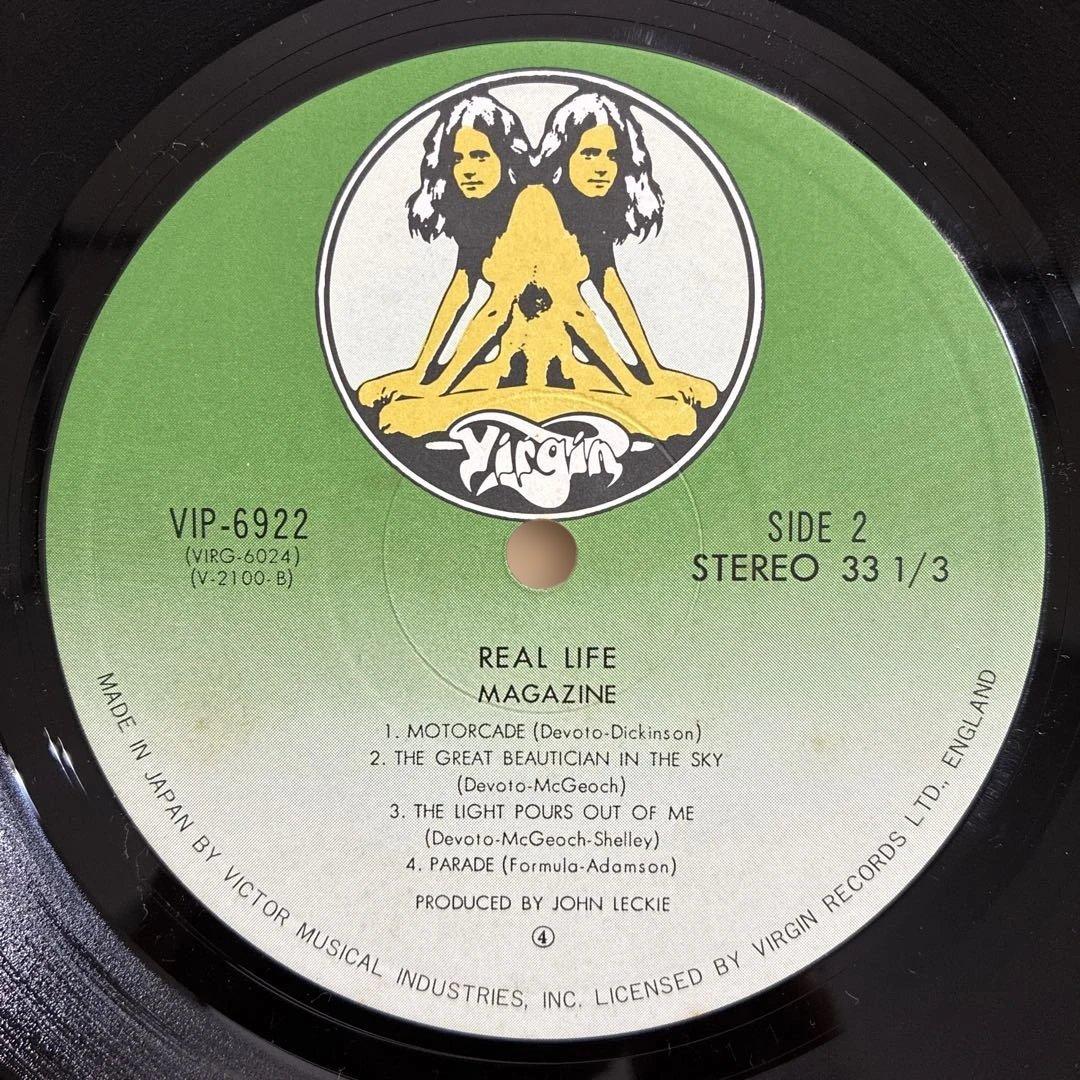 Virgin
VIP-6922
(VIRG-6024)
(V-2100-B)
SIDE 2
STEREO 33 1/3
REAL LIFE
MAGAZINE
1. MOTORCADE (Devoto-Dickinson)
2. THE GREAT BEAUTICIAN IN THE SKY
(Devoto-McGeoch)
3. THE LIGHT POURS OUT OF ME
(Devoto-McGeoch-Shelley)
4. PARADE (Formula-Adamson)
PRODUCED BY JOHN LECKIE
④
MADE IN JAPAN BY VICTOR MUSICAL INDUSTRIES, INC. LICENSED BY VIRGIN RECORDS LTD., ENGLAND